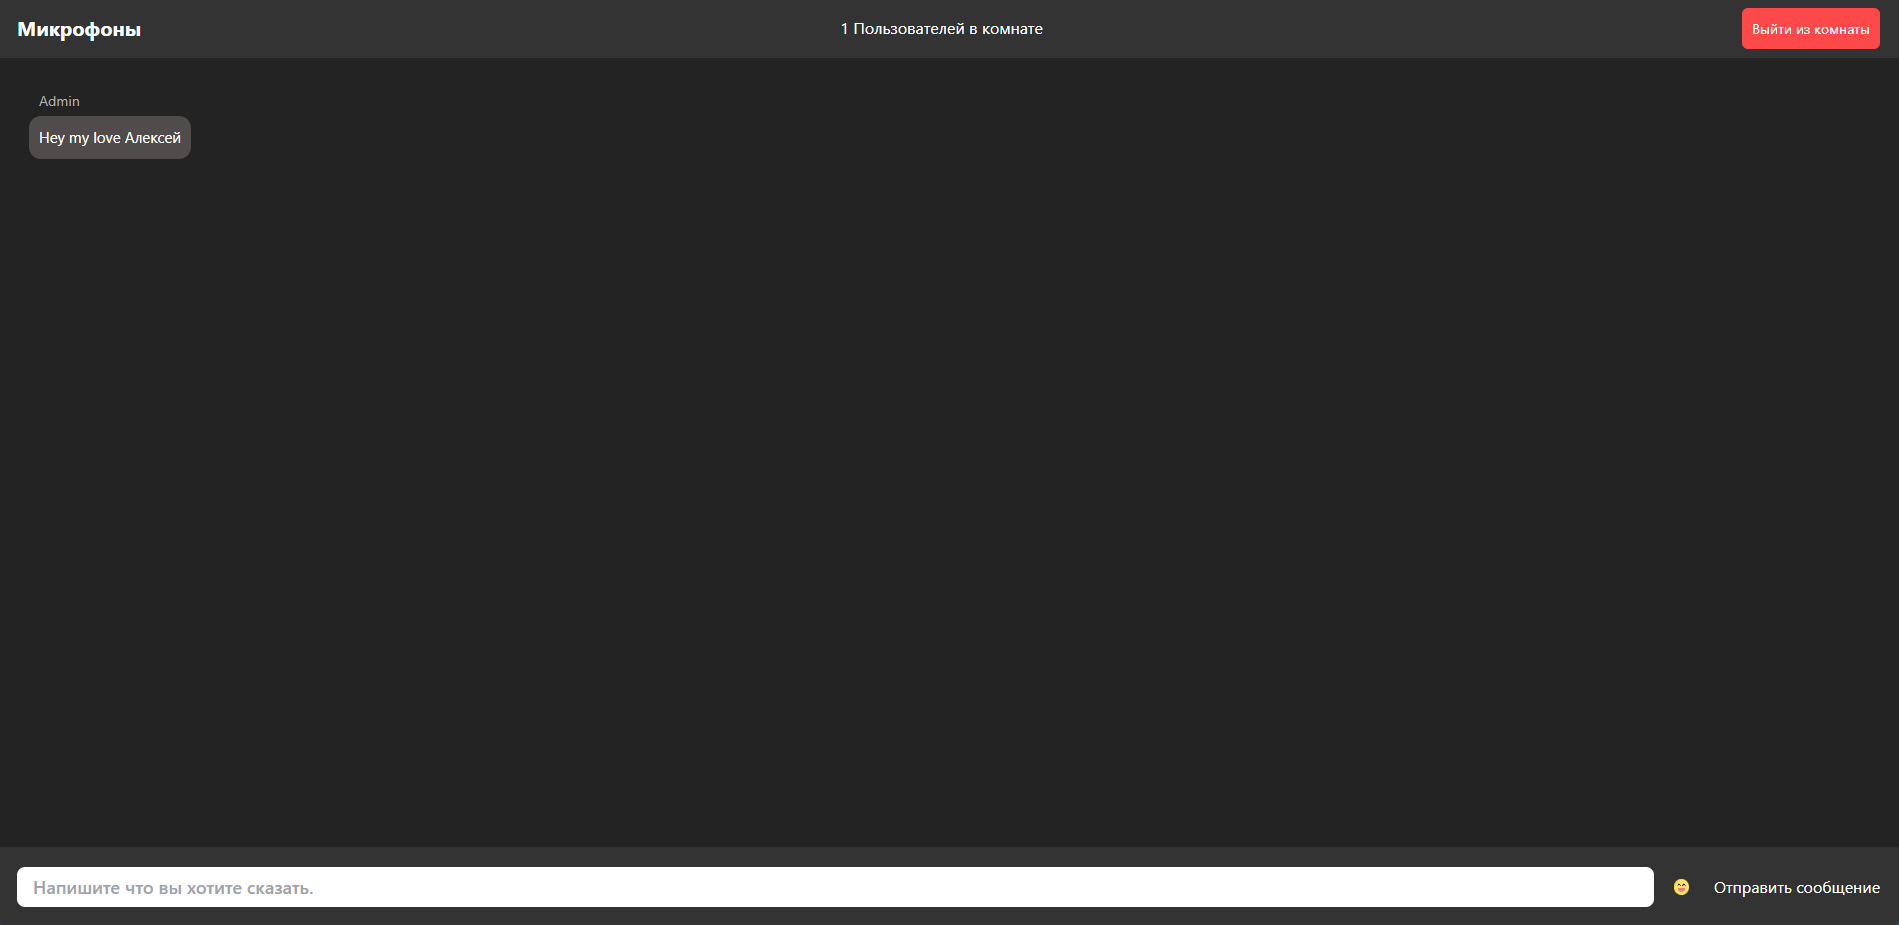 Микрофоны
1 Пользователей в комнате
Выйти из комнаты
Admin
Hey my love Алексей
Напишите что вы хотите сказать.
Отправить сообщение